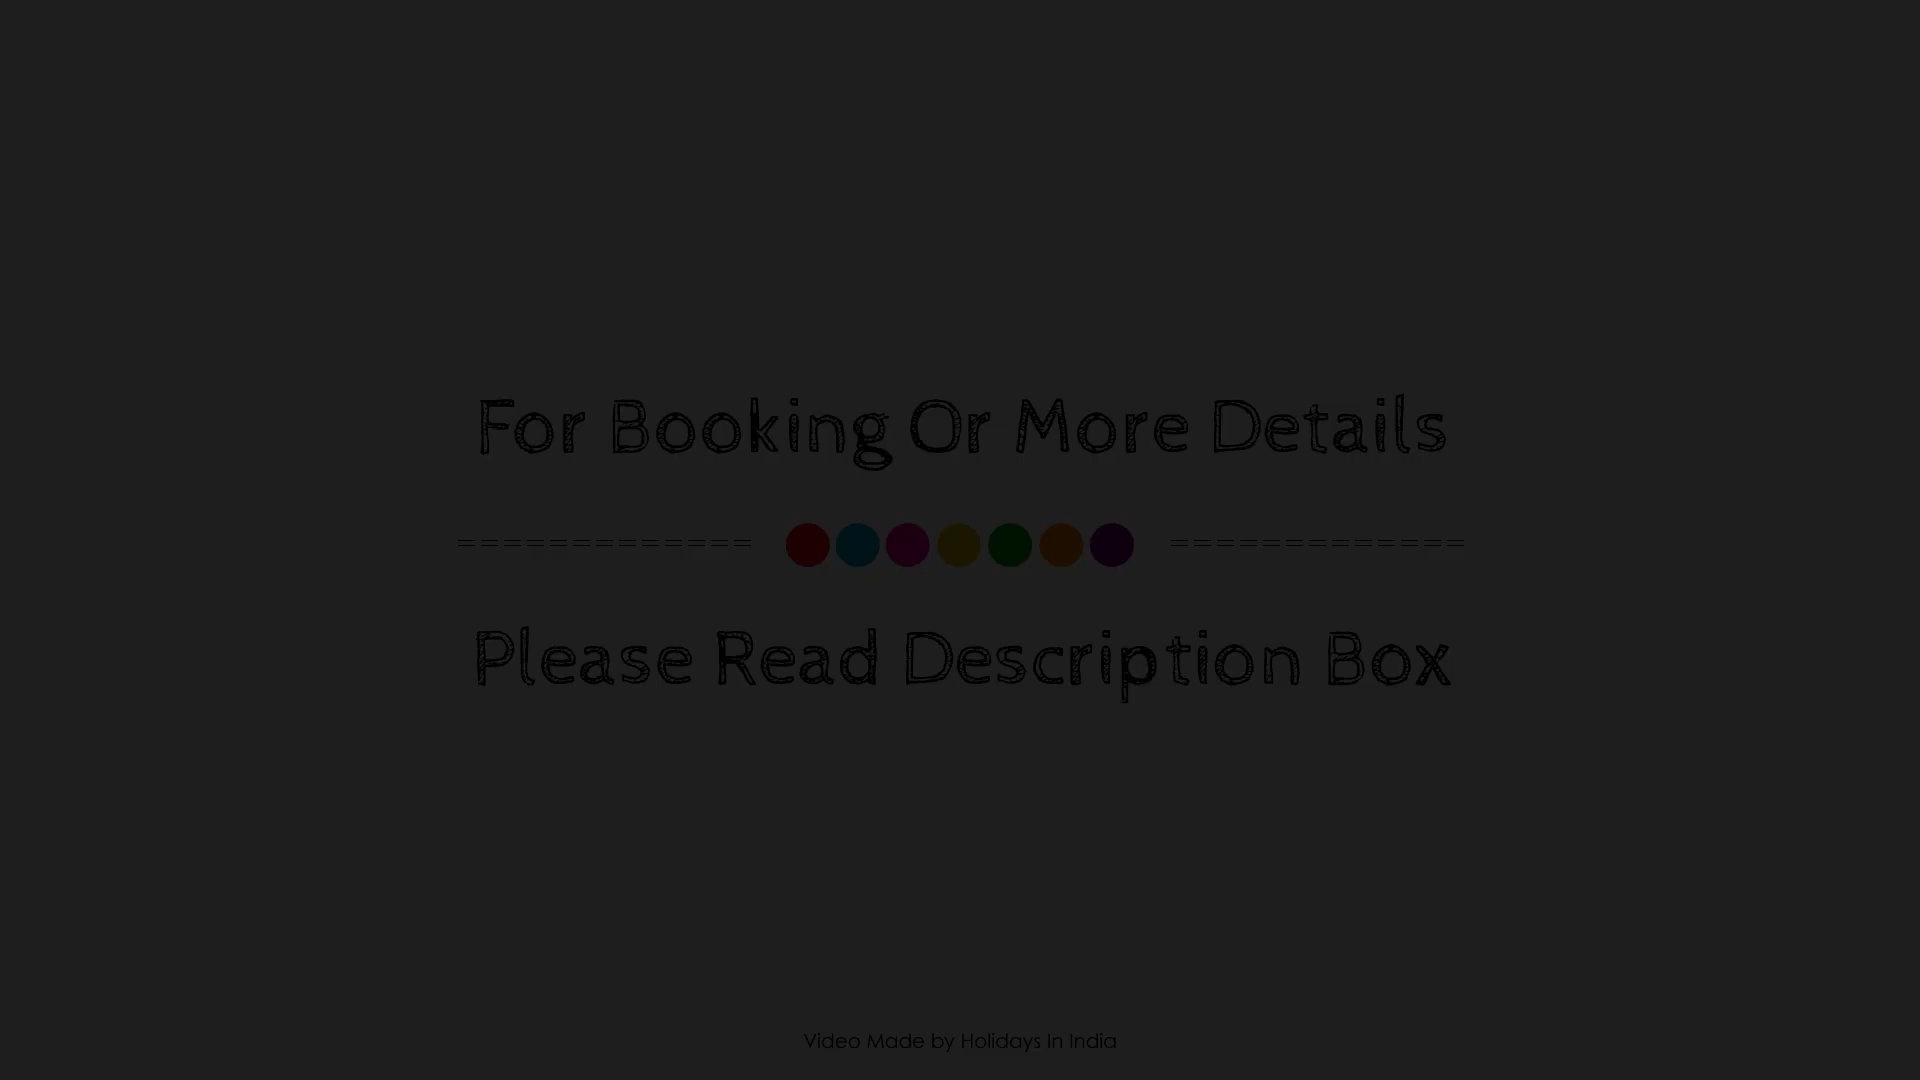 For Booking Or More Details
============= =============
Please Read Description Box
Video Made by Holidays In India